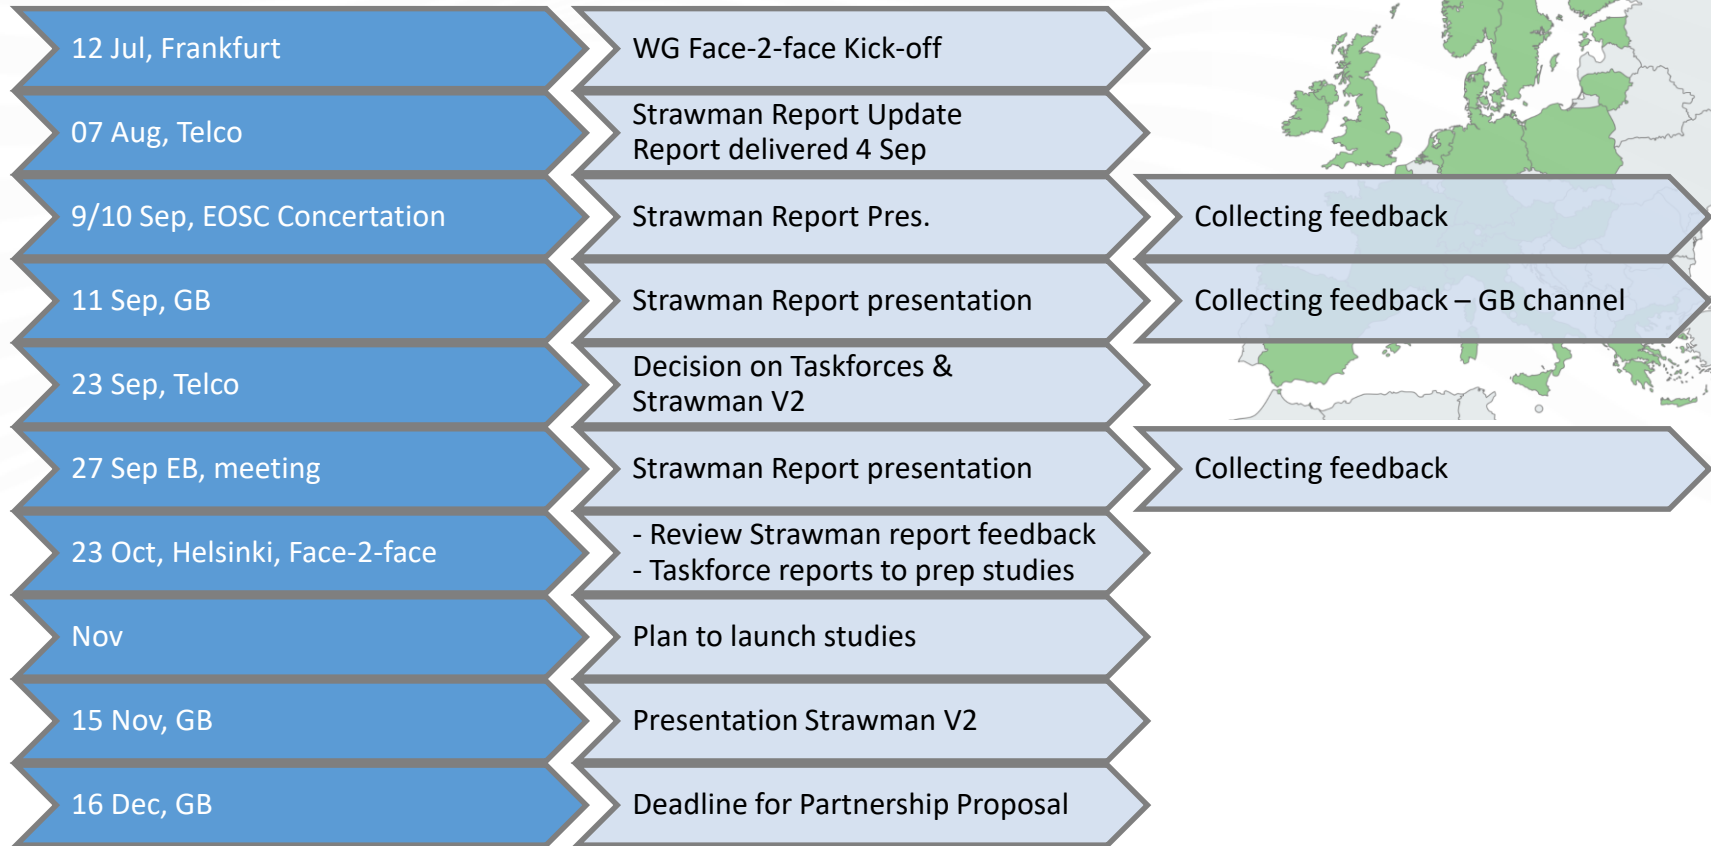 12 Jul, Frankfurt
WG Face-2-face Kick-off
07 Aug, Telco
Strawman Report Update
Report delivered 4 Sep
9/10 Sep, EOSC Concertation
Strawman Report Pres.
Collecting feedback
11 Sep, GB
Strawman Report presentation
Collecting feedback – GB channel
23 Sep, Telco
Decision on Taskforces &
Strawman V2
27 Sep EB, meeting
Strawman Report presentation
Collecting feedback
23 Oct, Helsinki, Face-2-face
- Review Strawman report feedback
- Taskforce reports to prep studies
Nov
Plan to launch studies
15 Nov, GB
Presentation Strawman V2
16 Dec, GB
Deadline for Partnership Proposal